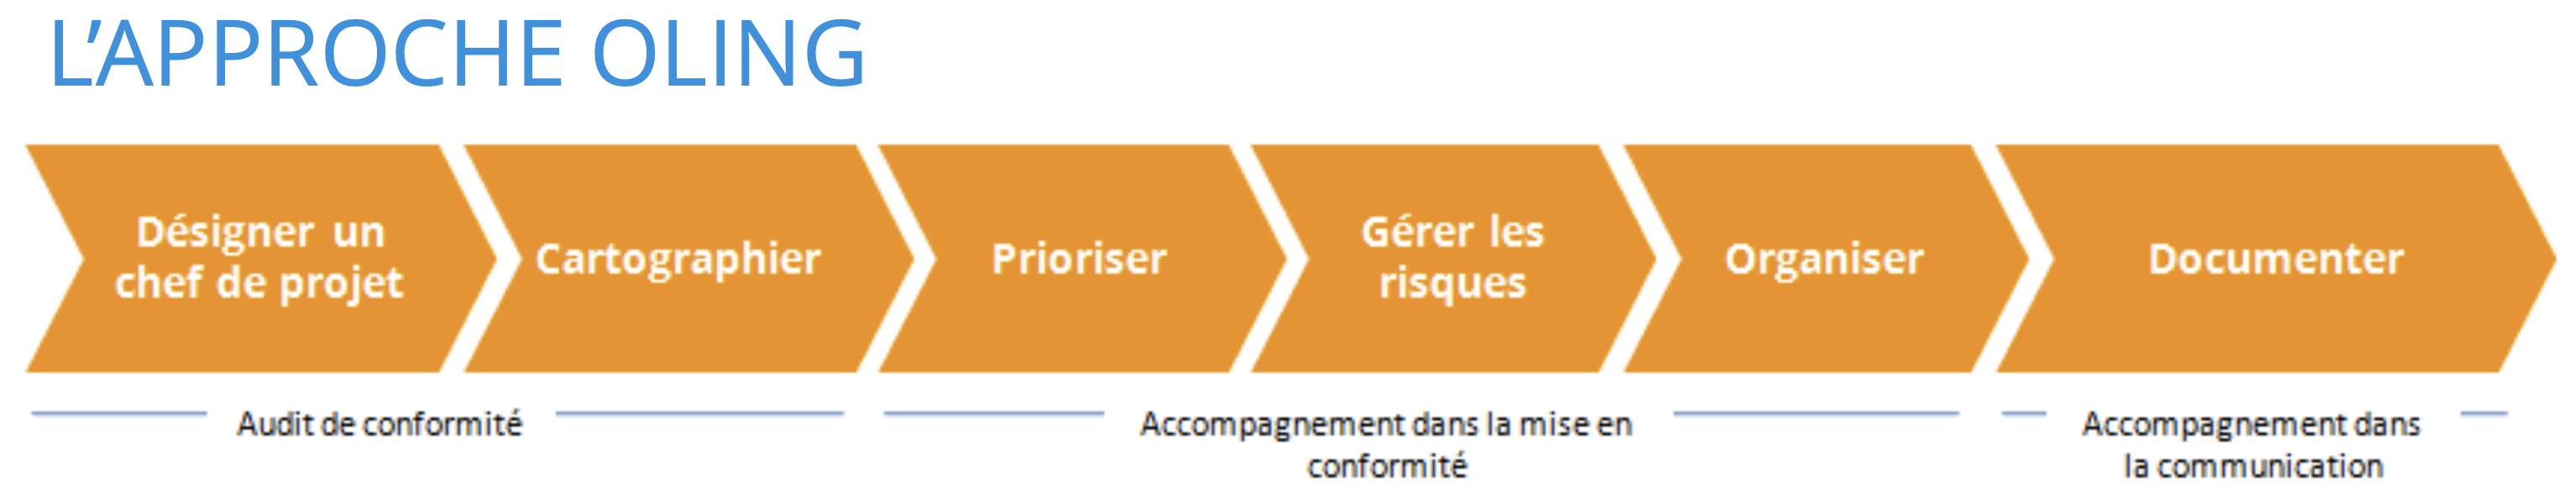 L’APPROCHE OLING
Désigner un
chef de projet
Cartographier
Prioriser
Gérer les
risques
Organiser
Documenter
Audit de conformité
Accompagnement dans la mise en
conformité
Accompagnement dans
la communication